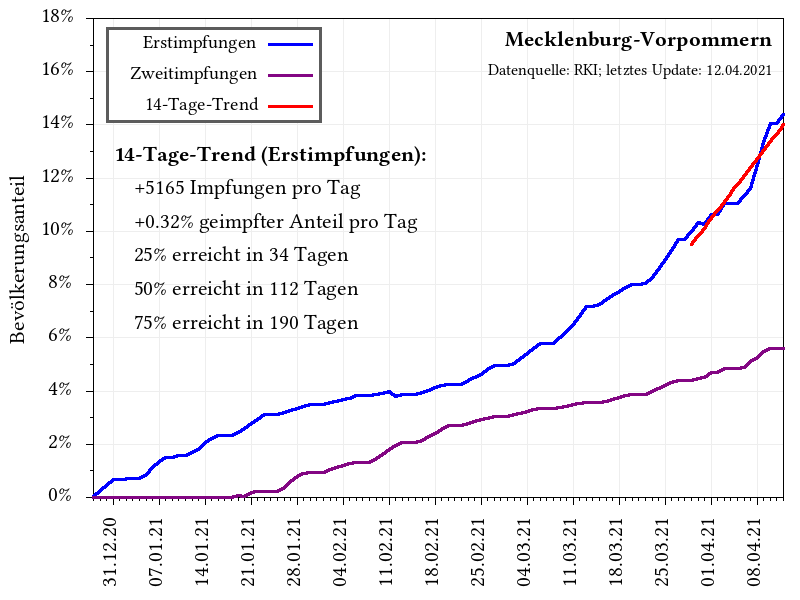 18%
16%
14%
12%
10%
8%
6%
4%
2%
0%
Bevölkerungsanteil
Erstimpfungen
Zweitimpfungen
14-Tage-Trend
Mecklenburg-Vorpommern
Datenquelle: RKI; letztes Update: 12.04.2021
14-Tage-Trend (Erstimpfungen):
+5165 Impfungen pro Tag
+0.32% geimpfter Anteil pro Tag
25% erreicht in 34 Tagen
50% erreicht in 112 Tagen
75% erreicht in 190 Tagen
31.12.20
07.01.21
14.01.21
21.01.21
28.01.21
04.02.21
11.02.21
18.02.21
25.02.21
04.03.21
11.03.21
18.03.21
25.03.21
01.04.21
08.04.21